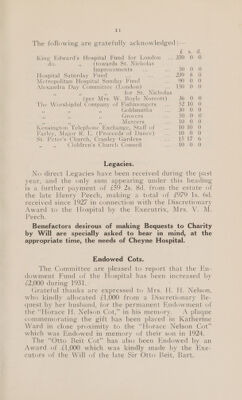 11
The following are gratefully acknowledged:—
£ s. d.
King Edward's Hospital Fund for London ... 350 0 0
do. (towards St. Nicholas
Improvements ... 50 0 0
Hospital Saturday Fund ... 209 6 0
Metropolitan Hospital Sunday Fund ... 90 0 0
Alexandra Day Committee (London) ... 150 0 0
„ „ for St. Nicholas
(per Mrs. W. Boyle Norcott) 36 0 0
The Worshipful Company of Fishmongers ... 52 10 0
„ „ Goldsmiths ... 30 0 0
„ „ Grocers ... 50 0 0
„ „ Mercers ... 10 0 0
Kensington Telephone Exchange, Staff of ... 10 10 0
Farley, Major R. L. (Proceeds of Dance) ... 10 0 0
St. Peter's Church, Cranley Gardens ... 15 17 6
„ Children's Church Council ... 10 0 0
Legacies.
No direct Legacies have been received during the past
year, and the only sum appearing under this heading
is a further payment of £59 2s. 8d. from the estate of
the late Henry Peech, making a total of £979 1s. 6d.
received since 1927 in connection with the Discretionary
Award to the Hospital by the Executrix, Mrs. V. M.
Peech.
Benefactors desirous of making Bequests to Charity
by Will are specially asked to bear in mind, at the
appropriate time, the needs of Cheyne Hospital.
Endowed Cots.
The Committee are pleased to report that the En-
dowment Fund of the Hospital has been increased by
£2,000 during 1931.
Grateful thanks are expressed to Mrs. H. H. Nelson,
who kindly allocated £1,000 from a Discretionary Be-
quest by her husband, for the permanent Endowment of
the "Horace H. Nelson Cot," in his memory. A plaque
commemorating the gift has been placed in Katherine
Ward in close proximity to the "Horace Nelson Cot"
which was Endowed in memory of their son in 1924.
The "Otto Beit Cot" has also been Endowed by an
Award of £1,000 which was kindly made by the Exe-
cutors of the Will of the late Sir Otto Beit, Bart.